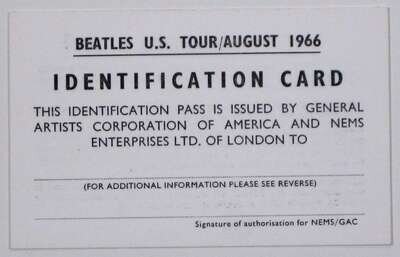 BEATLES U.S. TOUR/AUGUST 1966
IDENTIFICATION CARD
THIS IDENTIFICATION PASS IS ISSUED BY GENERAL
ARTISTS CORPORATION OF AMERICA AND NEMS
ENTERPRISES LTD. OF LONDON TO
(FOR ADDITIONAL INFORMATION PLEASE SEE REVERSE)
Signature of authorisation for NEMS/GAC